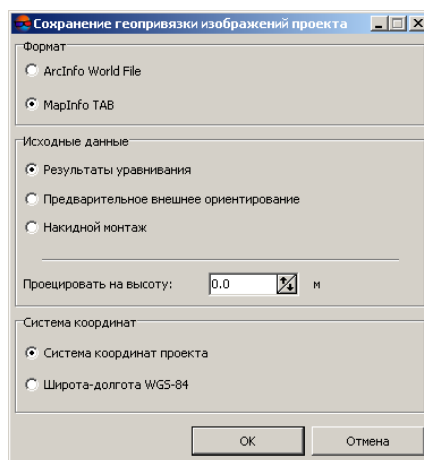 Сохранение геопривязки изображений проекта
Формат
ArcInfo World File
MapInfo TAB
Исходные данные
Результаты уравнивания
Предварительное внешнее ориентирование
Накидной монтаж
Проецировать на высоту: 0.0 м
Система координат
Система координат проекта
Широта-долгота WGS-84
OK Отмена